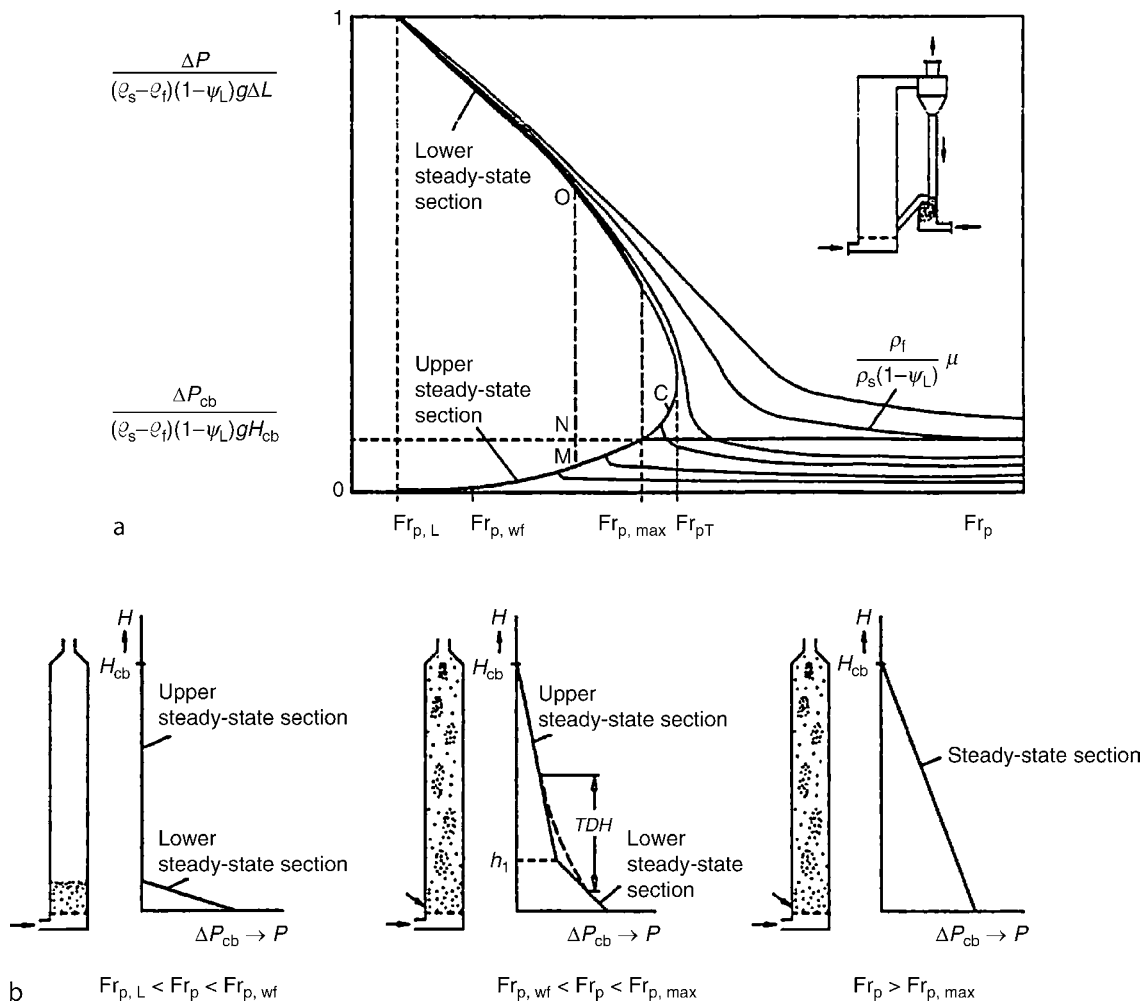 1
ΔP
(ϱs–ϱf)(1–ψL)gΔL
Lower
steady-state
section
O
Upper
steady-state
section
C
ρf
ρs(1–ψL) μ
ΔPcb
(ϱs–ϱf)(1–ψL)gHcb
N
M
0
a
Frp, L
Frp, wf
Frp, max
FrpT
Frp
H
Hcb
Upper
steady-state section
Lower
steady-state section
ΔPcb → P
H
Hcb
Upper
steady-state section
TDH
h1
Lower
steady-state
section
ΔPcb → P
H
Hcb
Steady-state section
ΔPcb → P
b
Frp, L < Frp < Frp, wf
Frp, wf < Frp < Frp, max
Frp > Frp, max